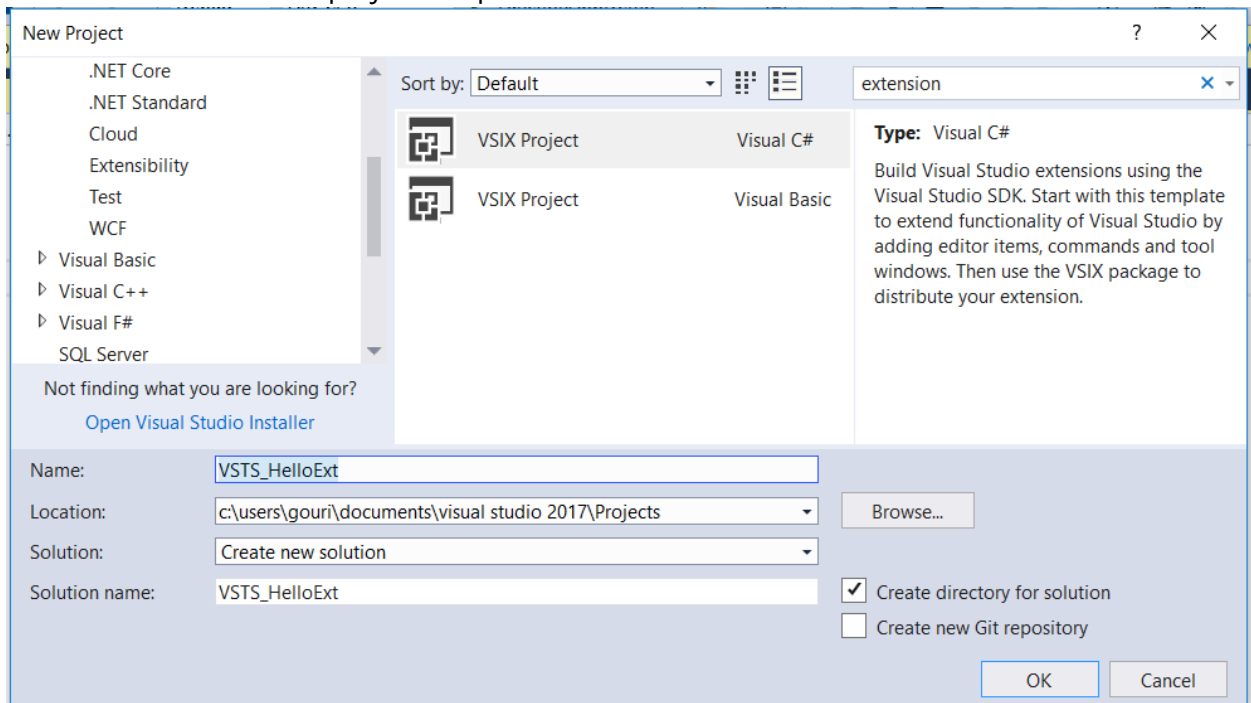 New Project
?
.NET Core
.NET Standard
Cloud
Extensibility
Test
WCF
Visual Basic
Visual C++
Visual F#
SQL Server
Not finding what you are looking for?
Open Visual Studio Installer
Sort by: Default
VSIX Project Visual C#
VSIX Project Visual Basic
extension
Type: Visual C#
Build Visual Studio extensions using the
Visual Studio SDK. Start with this template
to extend functionality of Visual Studio by
adding editor items, commands and tool
windows. Then use the VSIX package to
distribute your extension.
Name: VSTS_HelloExt
Location: c:\users\gouri\documents\visual studio 2017\Projects
Browse...
Solution: Create new solution
Solution name: VSTS_HelloExt
Create directory for solution
Create new Git repository
OK Cancel